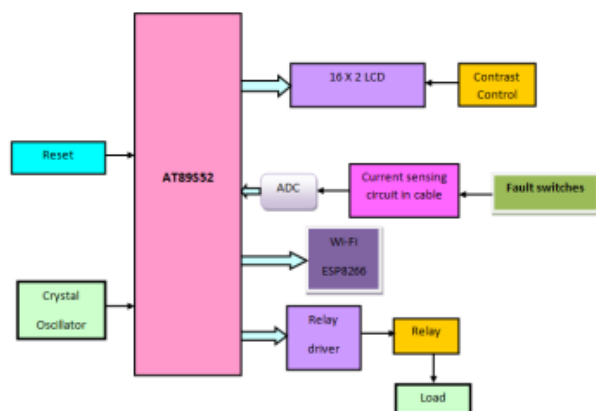 16 X 2 LCD
Contrast
Control
Reset
AT89S52
ADC
Current sensing
circuit in cable
Fault switches
Wi-Fi
ESP8266
Crystal
Oscillator
Relay
driver
Relay
Load